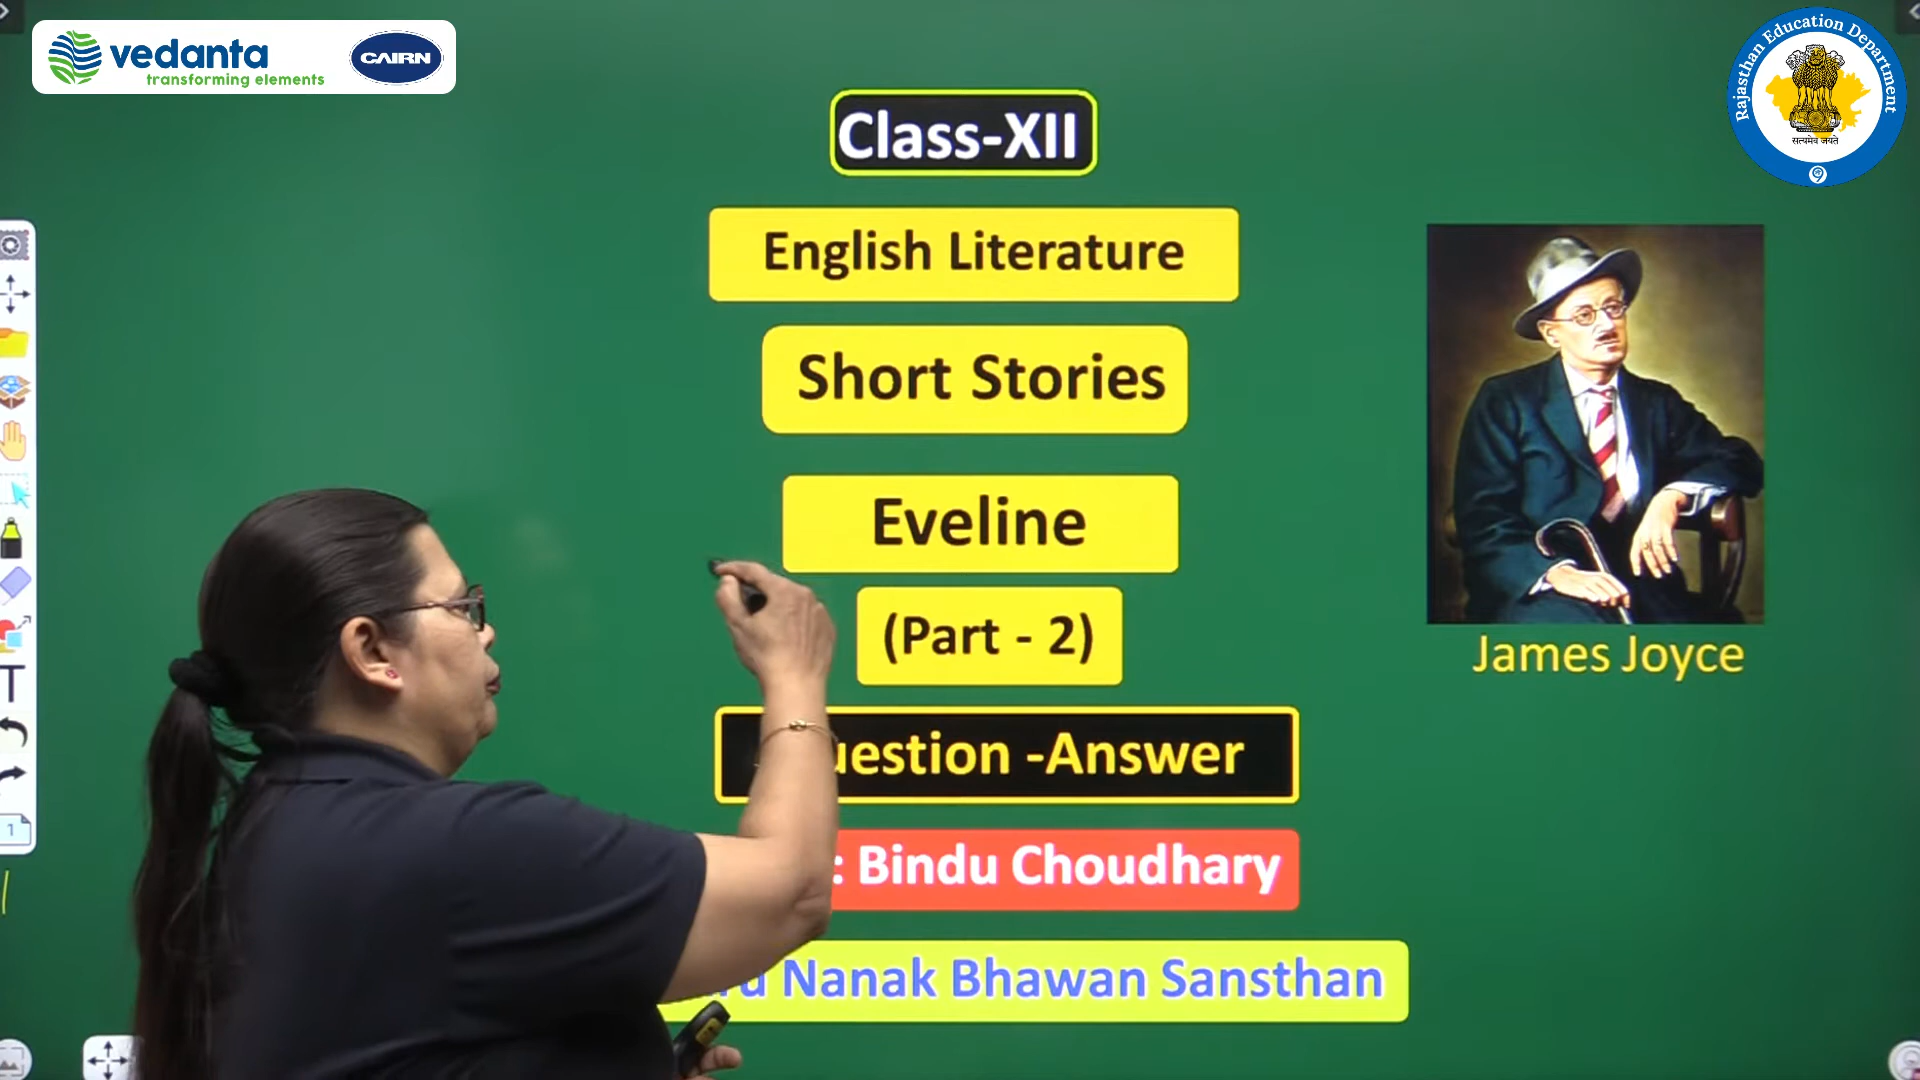 vedanta
transforming elements
CAIRN
Rajasthan Education Department
सत्यमेव जयते
Class-XII
English Literature
Short Stories
Eveline
(Part - 2)
-Answer
: Bindu Choudhary
Nanak Bhawan Sansthan
James Joyce
T
1